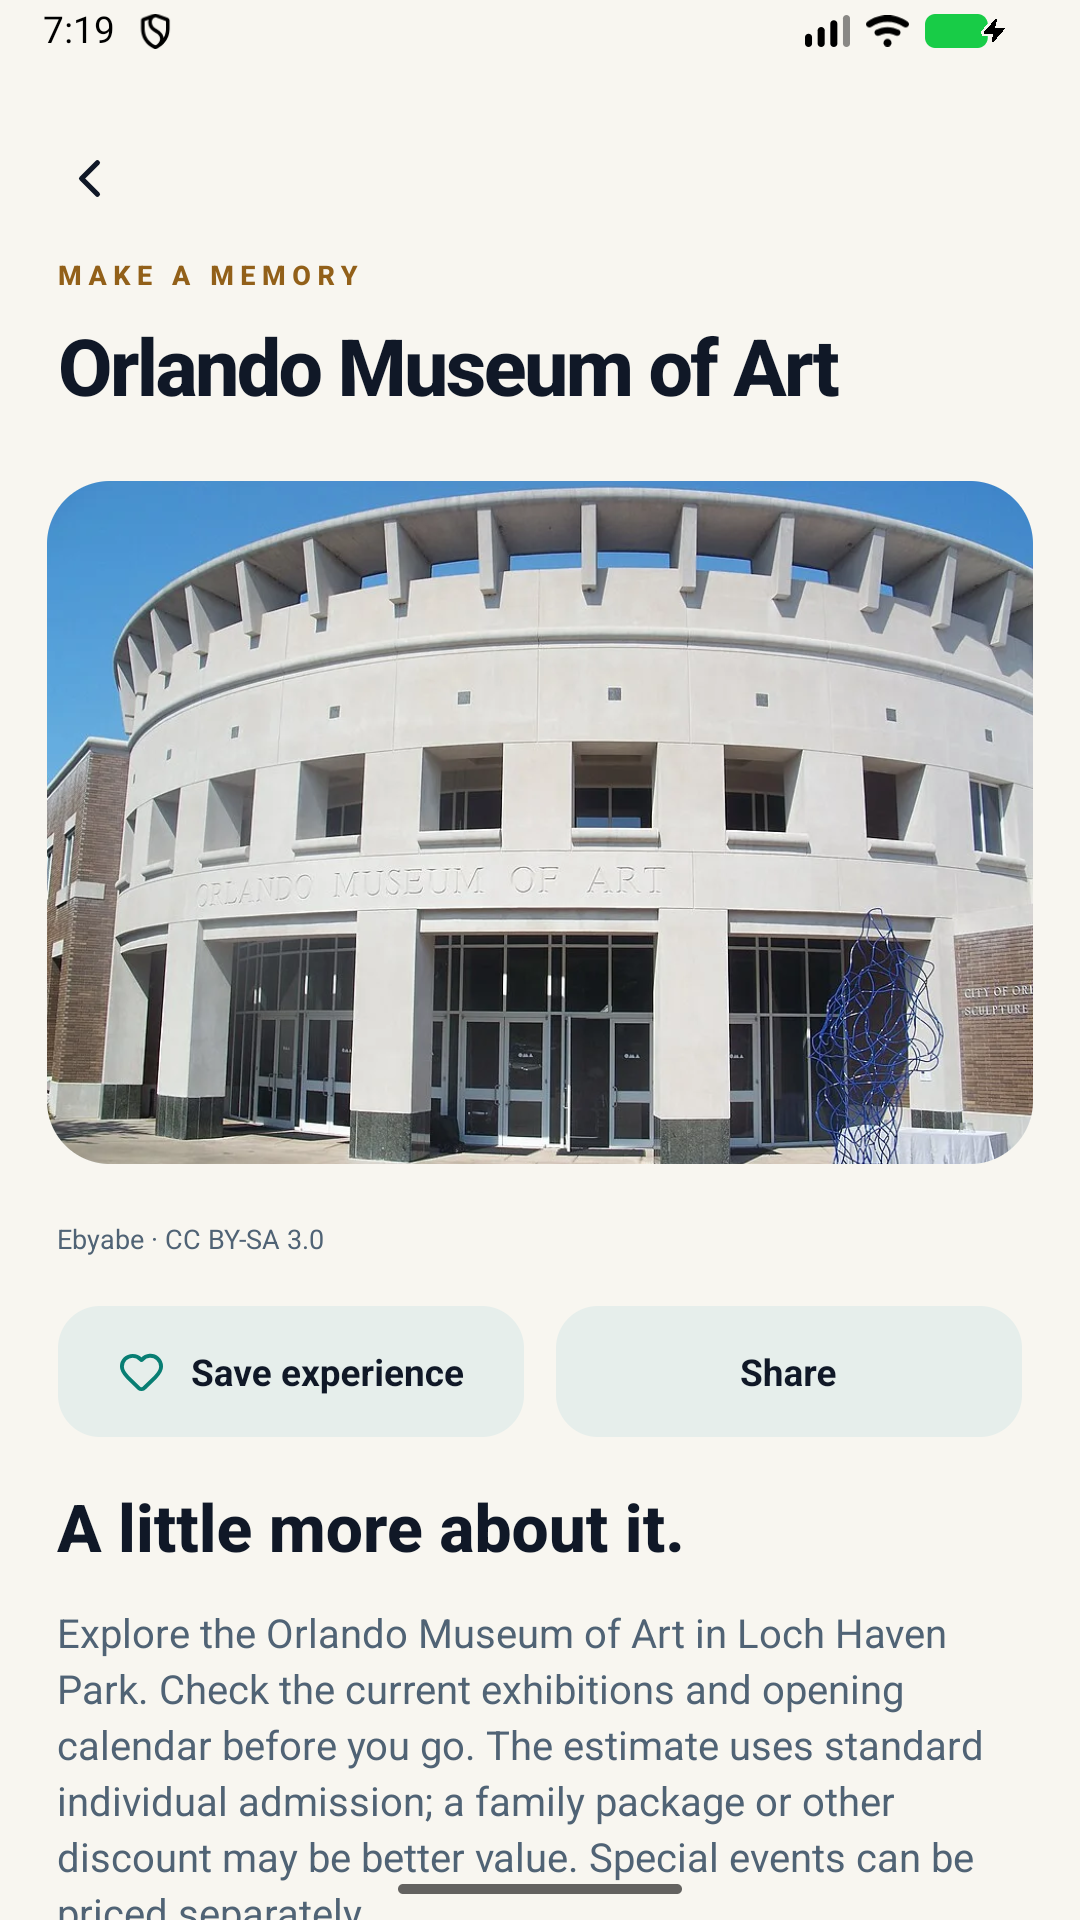 7:19
MAKE A MEMORY
Orlando Museum of Art
ORLANDO MUSEUM OF ART
CITY OF
SCULPTURE
Ebyabe · CC BY-SA 3.0
Save experience
Share
A little more about it.
Explore the Orlando Museum of Art in Loch Haven
Park. Check the current exhibitions and opening
calendar before you go. The estimate uses standard
individual admission; a family package or other
discount may be better value. Special events can be
priced separately.